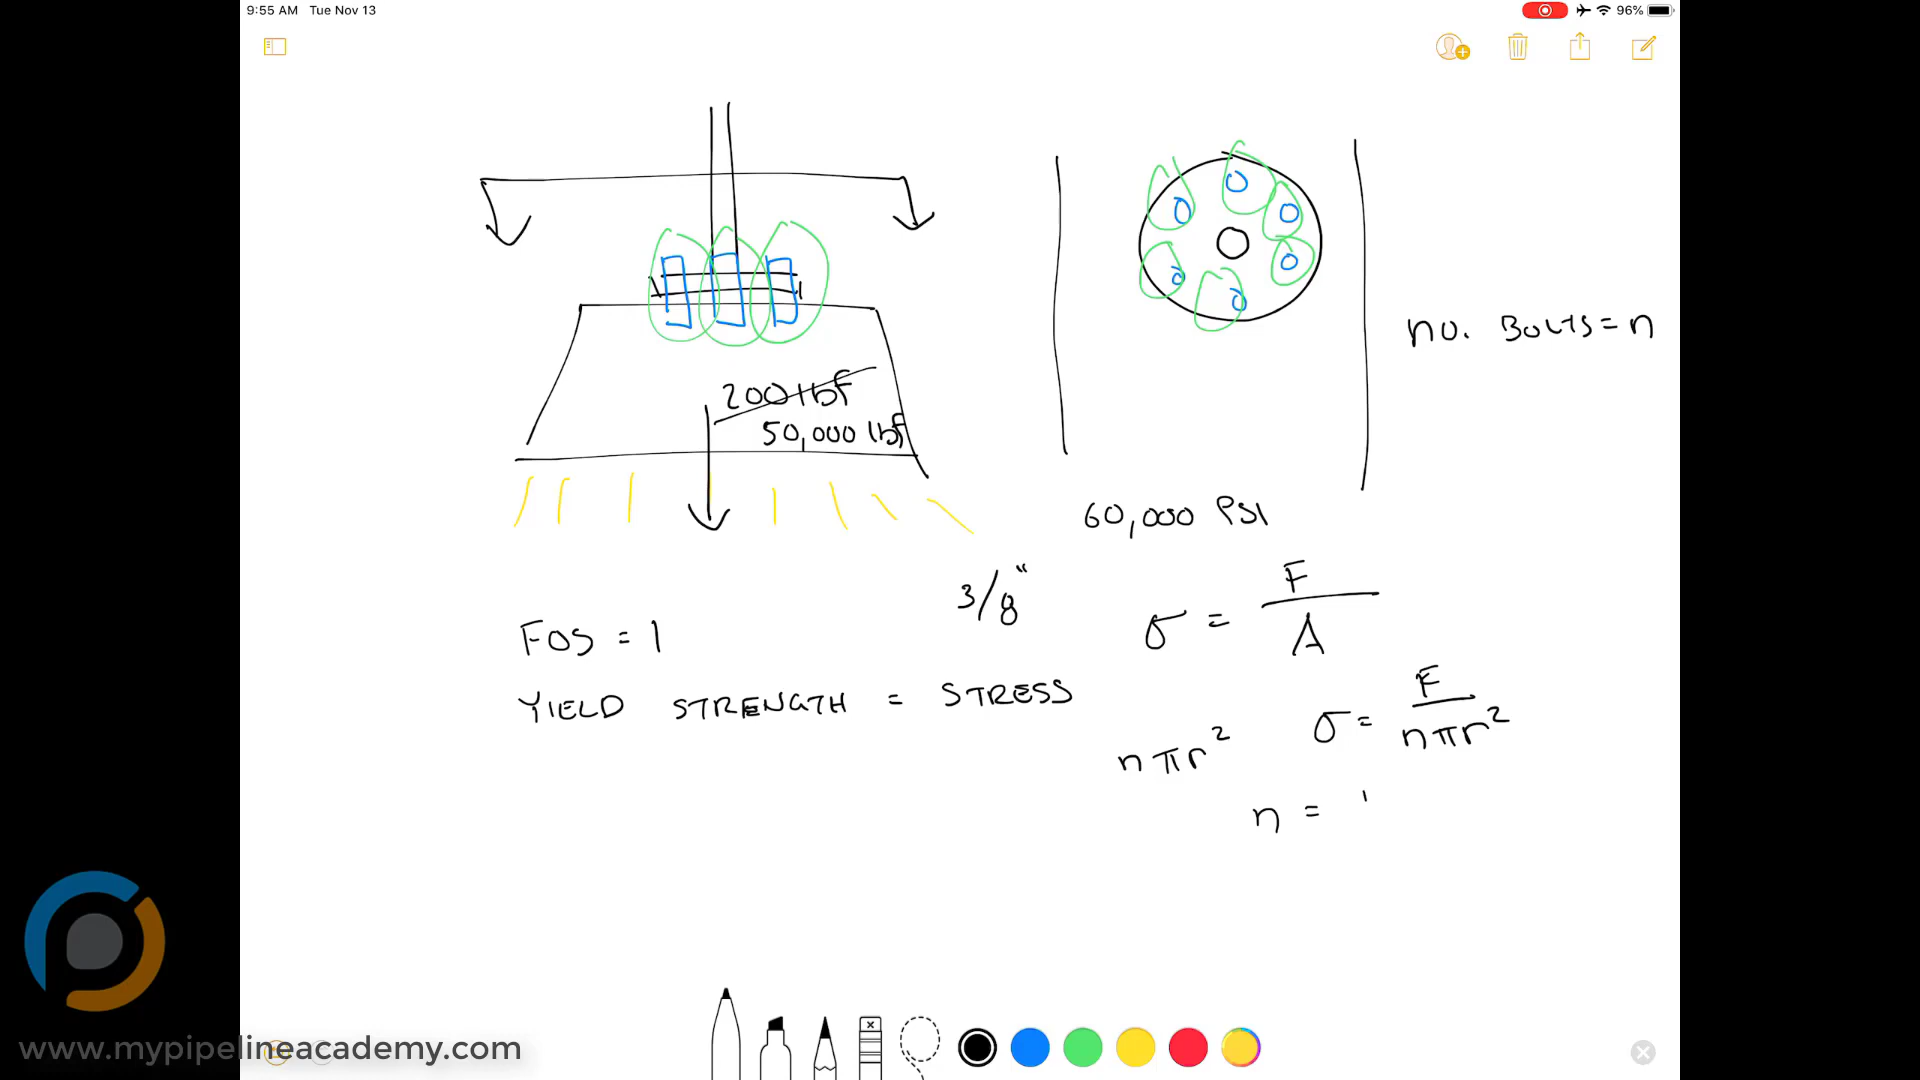 9:55 AM Tue Nov 13
96%
no. BOLTS = n
200 lbf
50,000 lbf
60,000 PSI
3/8"
σ = F / A
FOS = 1
YIELD STRENGTH = STRESS
nπr²
σ = F / nπr²
n =
www.mypipelineacademy.com